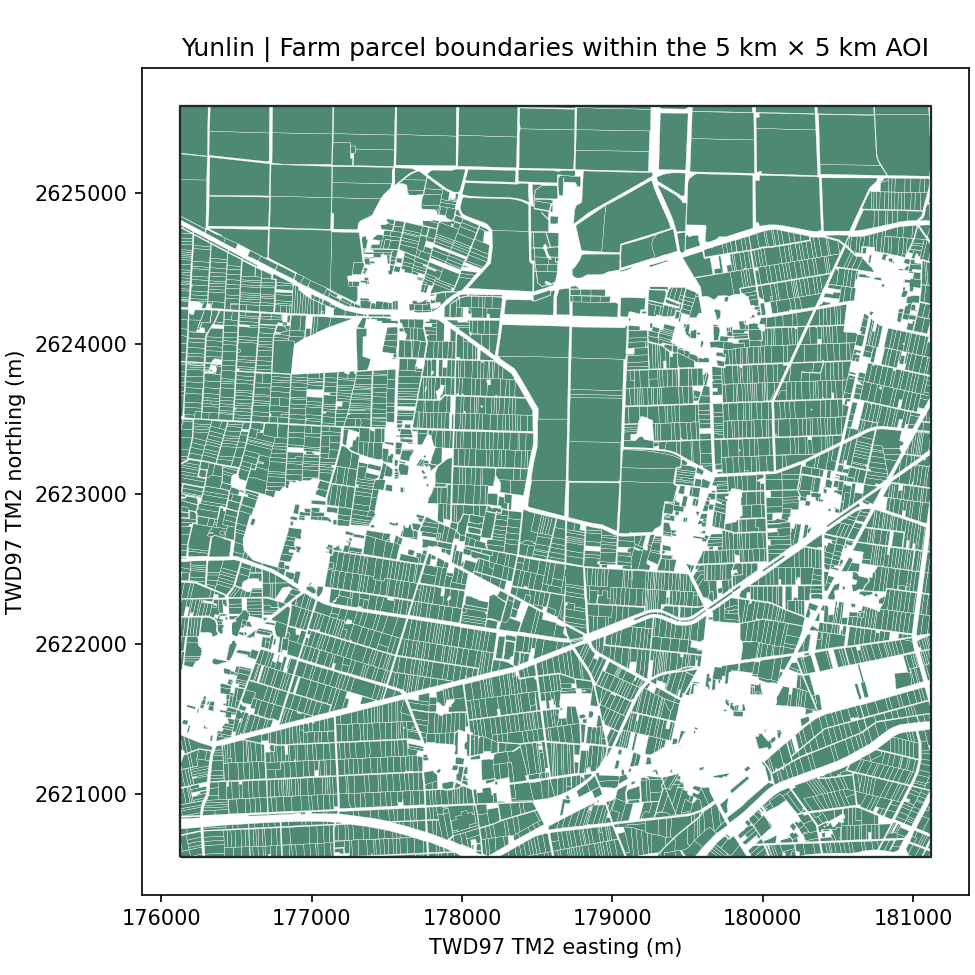 Yunlin | Farm parcel boundaries within the 5 km × 5 km AOI
TWD97 TM2 northing (m)
2625000
2624000
2623000
2622000
2621000
176000 177000 178000 179000 180000 181000
TWD97 TM2 easting (m)